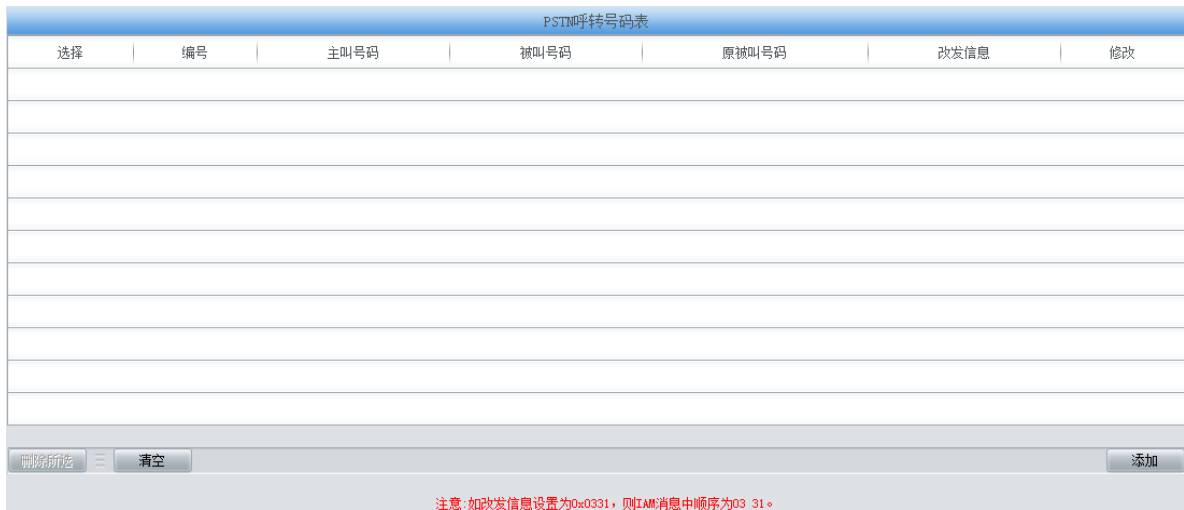 PSTN呼转号码表
选择 编号 主叫号码 被叫号码 原被叫号码 改发信息 修改
删除所选 清空 添加
注意:如改发信息设置为0x0331，则IAM消息中顺序为03 31。